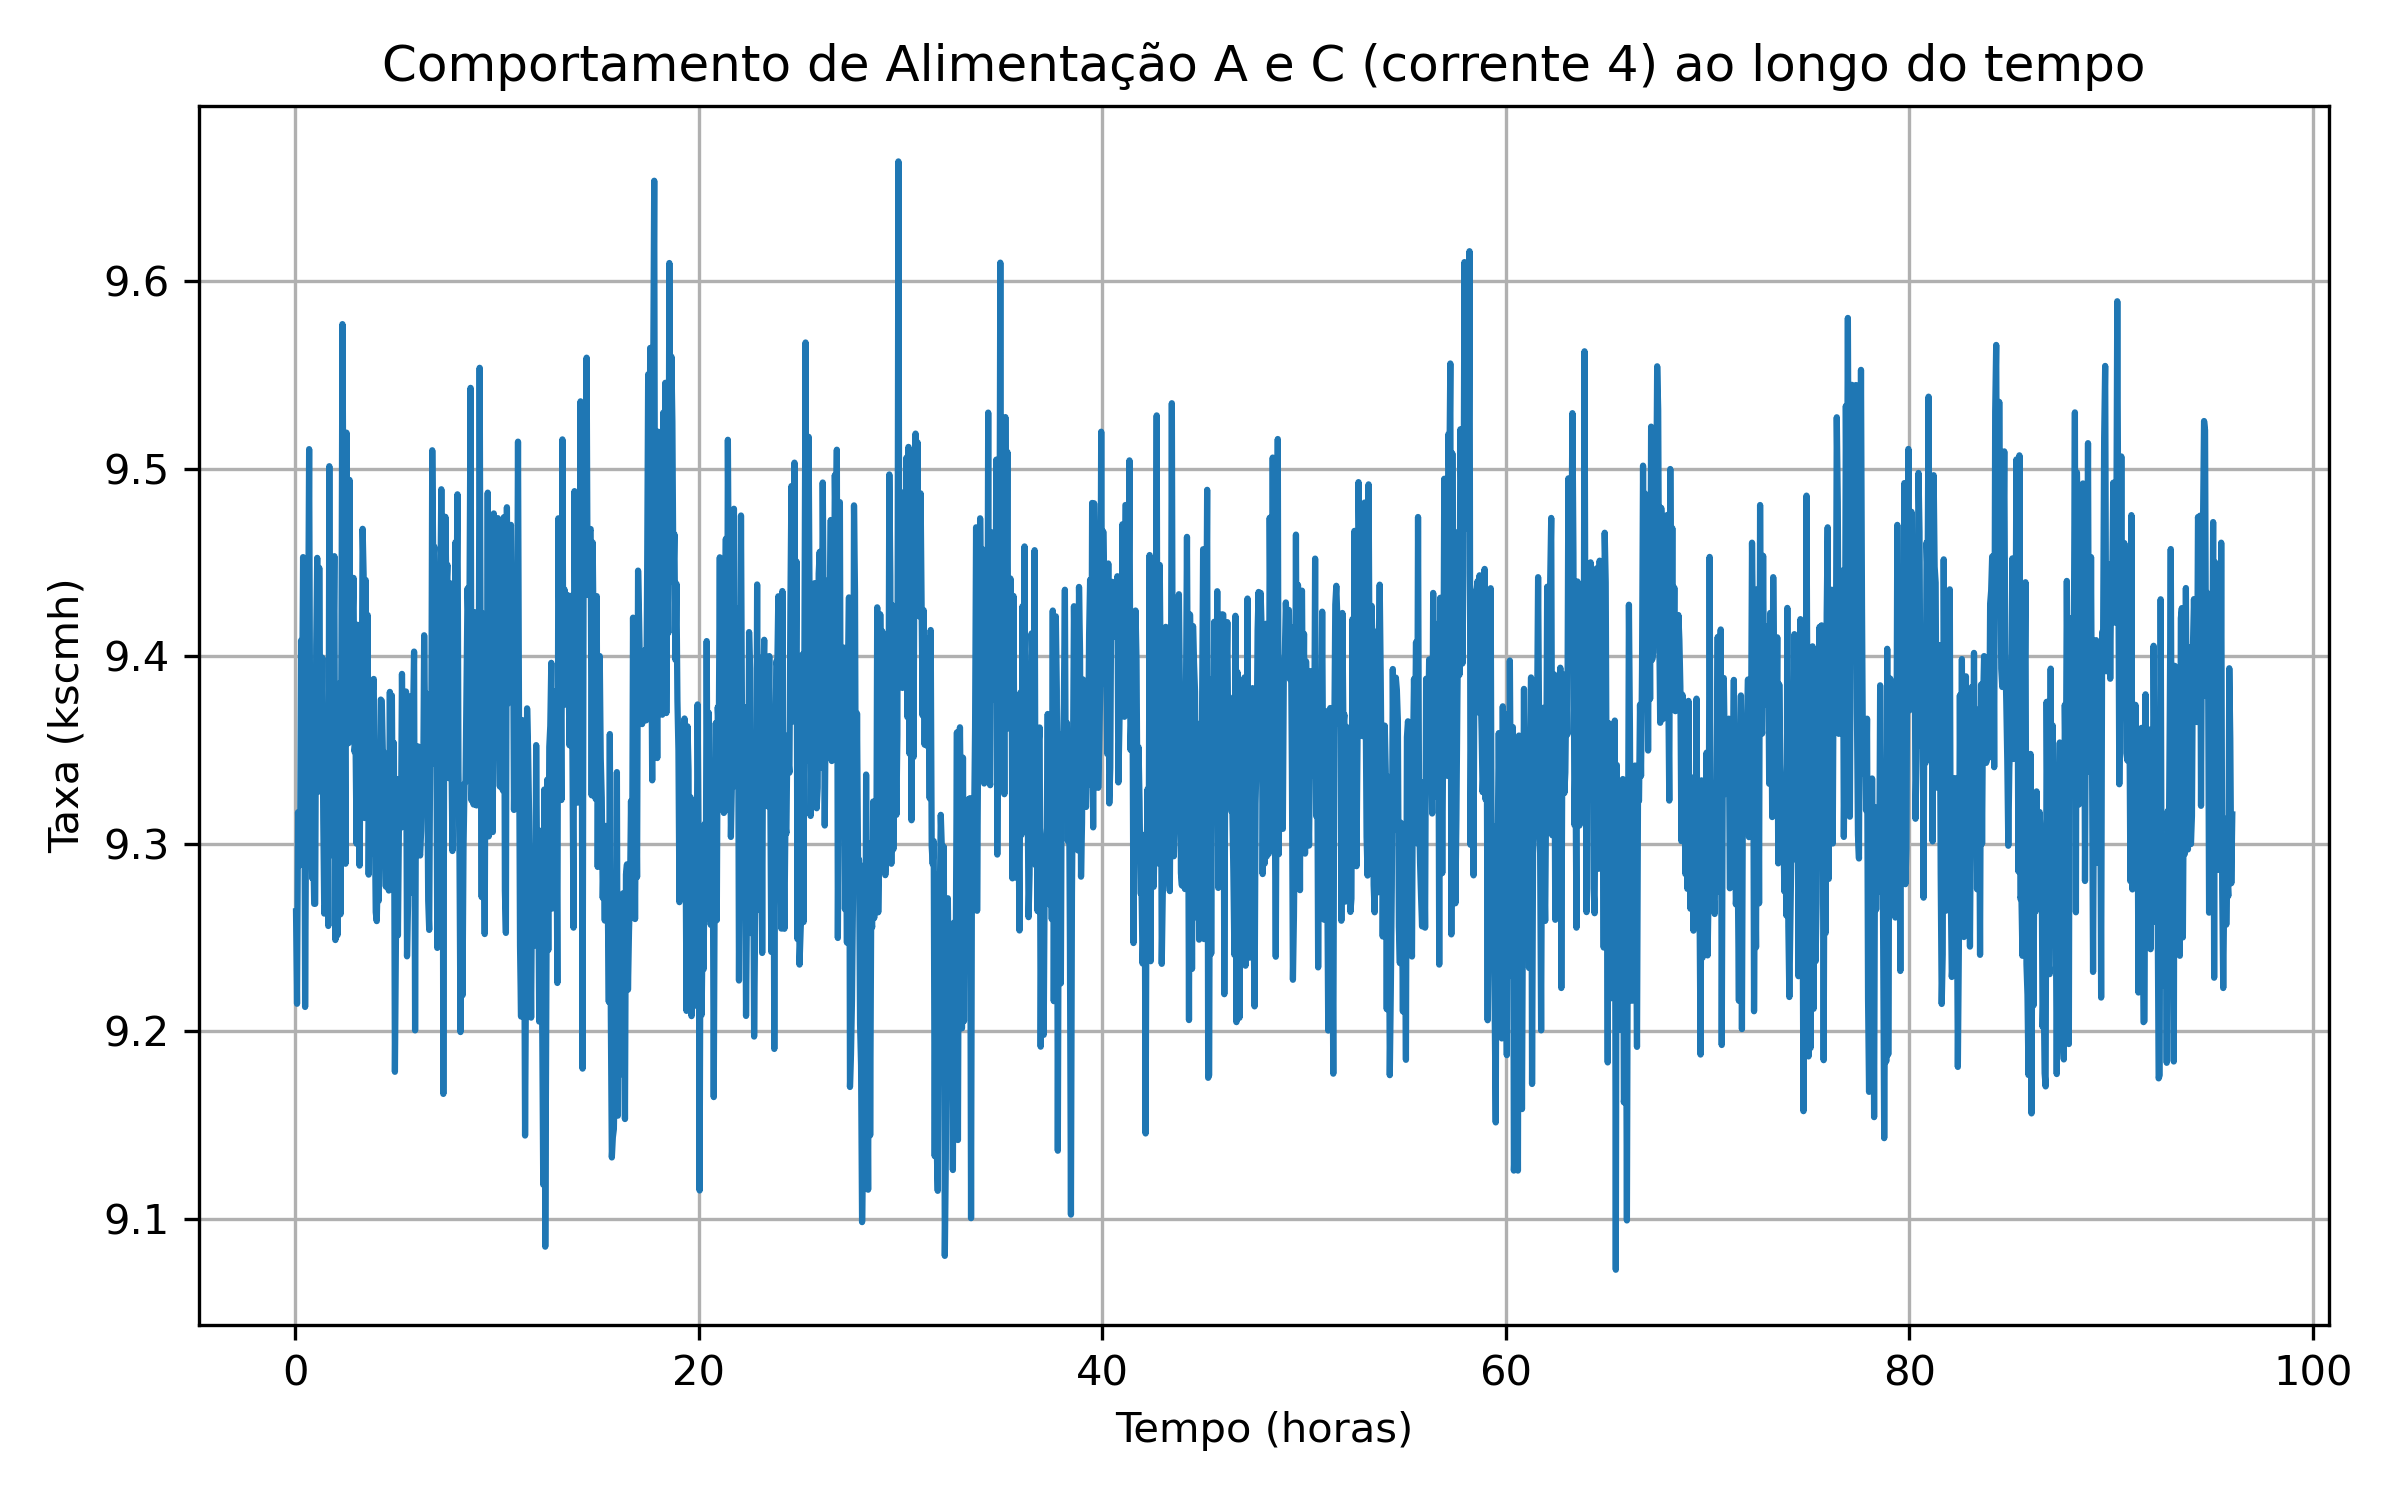 Comportamento de Alimentação A e C (corrente 4) ao longo do tempo
Taxa (kscmh)
9.6
9.5
9.4
9.3
9.2
9.1
0 20 40 60 80 100
Tempo (horas)